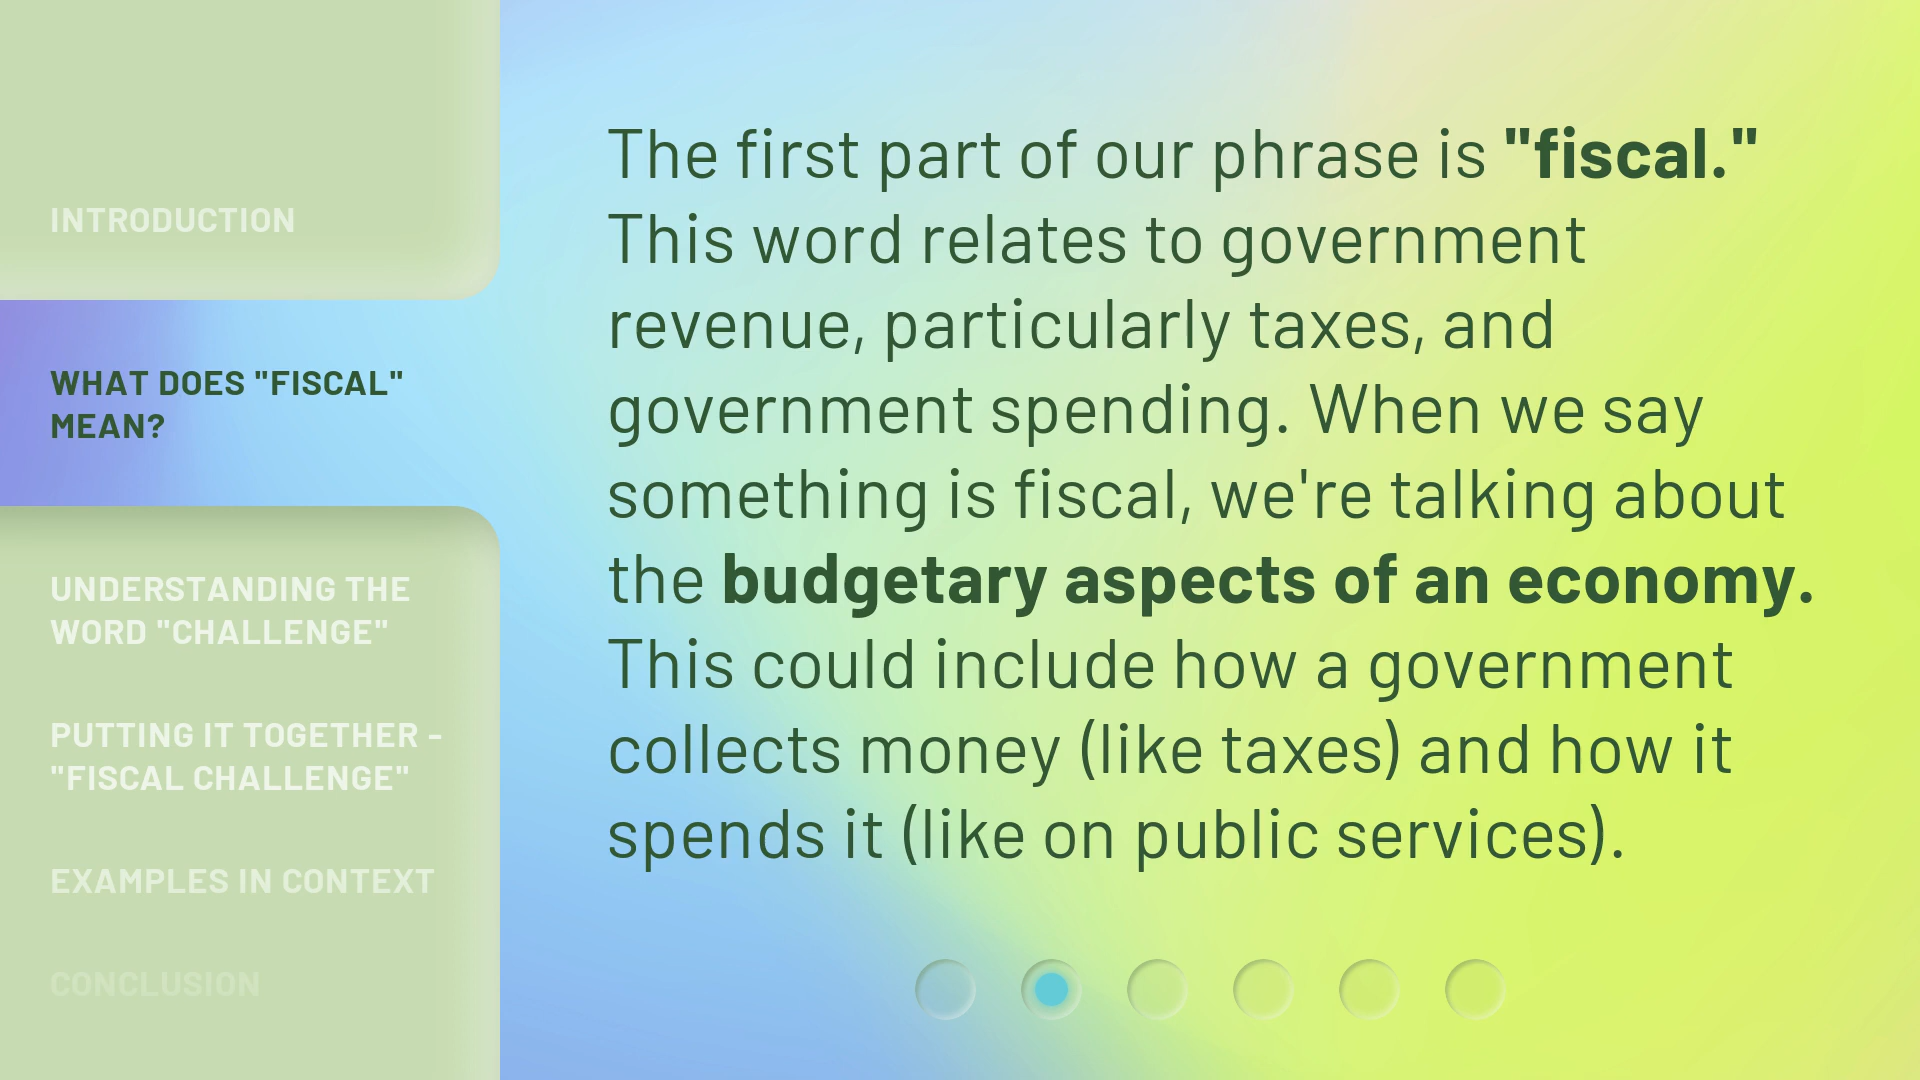 INTRODUCTION
WHAT DOES "FISCAL"
MEAN?
UNDERSTANDING THE
WORD "CHALLENGE"
PUTTING IT TOGETHER -
"FISCAL CHALLENGE"
EXAMPLES IN CONTEXT
CONCLUSION
The first part of our phrase is "fiscal."
This word relates to government
revenue, particularly taxes, and
government spending. When we say
something is fiscal, we're talking about
the budgetary aspects of an economy.
This could include how a government
collects money (like taxes) and how it
spends it (like on public services).